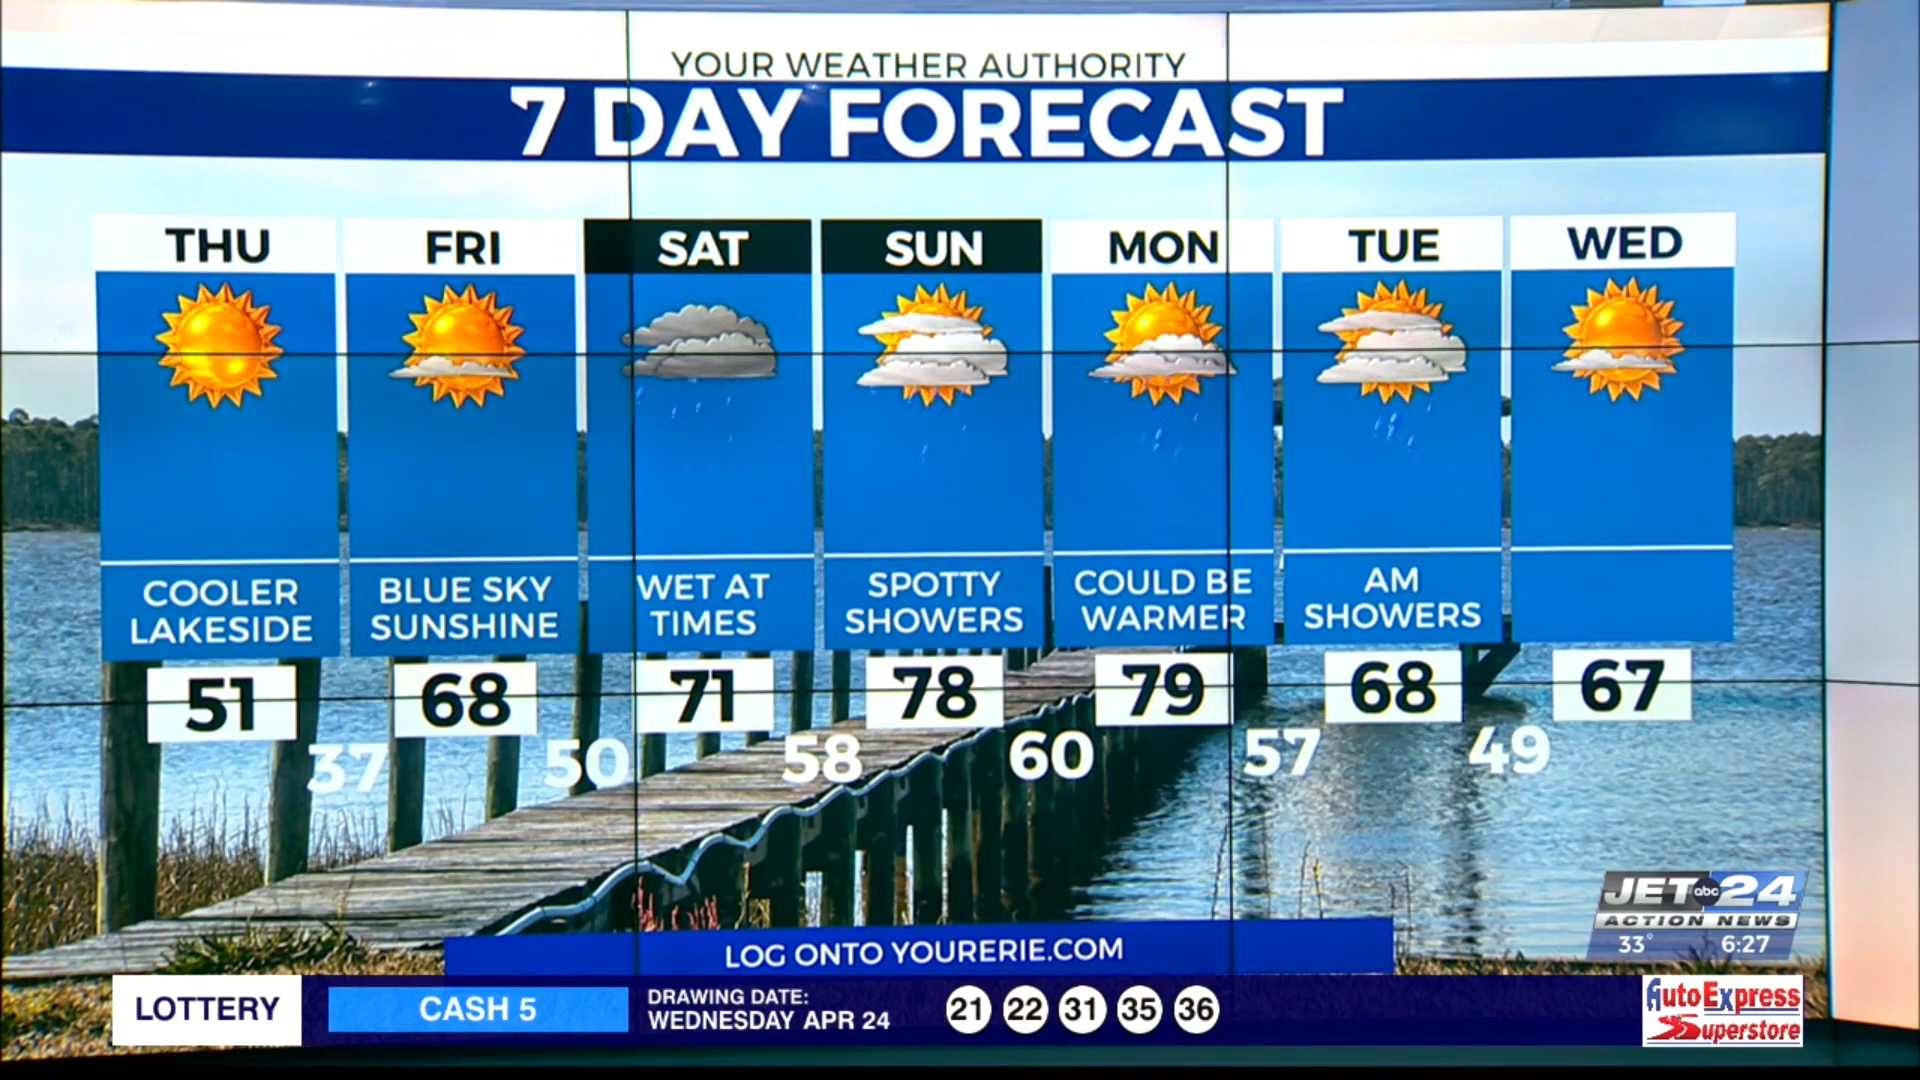 YOUR WEATHER AUTHORITY
7 DAY FORECAST
THU
FRI
SAT
SUN
MON
TUE
WED
COOLER
LAKESIDE
BLUE SKY
SUNSHINE
WET AT
TIMES
SPOTTY
SHOWERS
COULD BE
WARMER
AM
SHOWERS
51
68
71
78
79
68
67
37
50
58
60
57
49
LOG ONTO YOURERIE.COM
JET abc 24
ACTION NEWS
33° 6:27
LOTTERY
CASH 5
DRAWING DATE:
WEDNESDAY APR 24
21 22 31 35 36
AutoExpress
Superstore